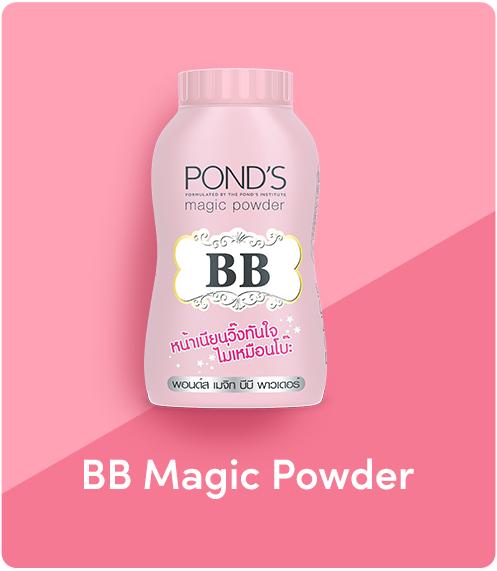 POND'S
FORMULATED BY THE POND'S INSTITUTE
magic powder
BB
หน้าเนียนวิ๊งทันใจ
ไม่เหมือนโบ๊ะ
พอนด์ส เมจิก บีบี พาวเดอร์
BB Magic Powder